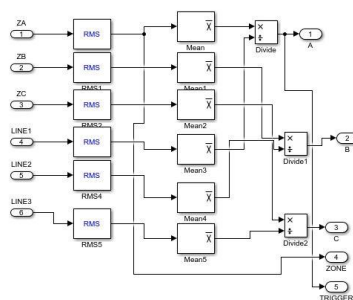 ZA
1
RMS
RMS
X
Mean
×
÷
Divide
1
A
ZB
2
RMS
RMS1
X
Mean1
ZC
3
RMS
RMS2
X
Mean2
LINE1
4
RMS
RMS3
X
Mean3
×
÷
Divide1
2
B
LINE2
5
RMS
RMS4
X
Mean4
LINE3
6
RMS
RMS5
X
Mean5
×
÷
Divide2
3
C
4
ZONE
5
TRIGGER